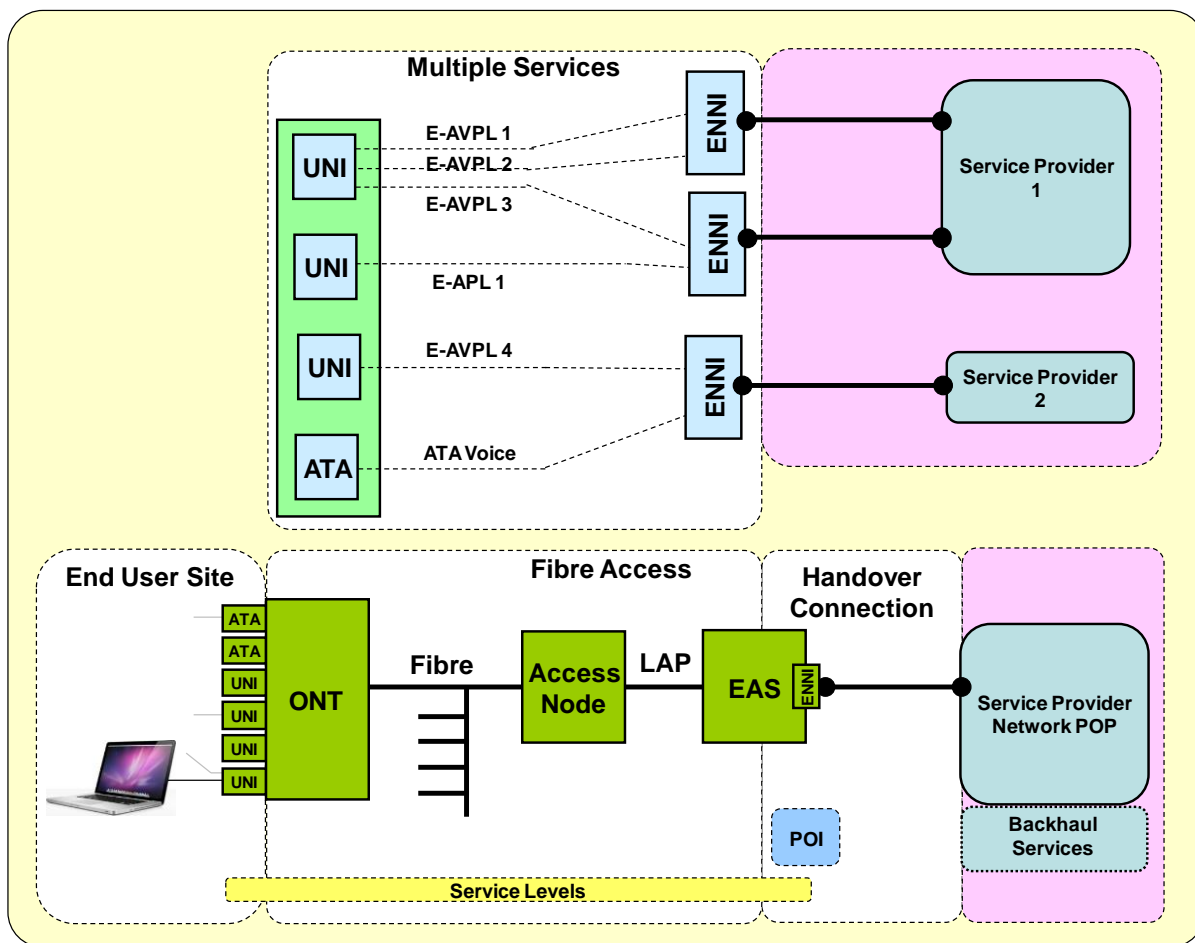 Multiple Services
UNI
E-AVPL 1
E-AVPL 2
E-AVPL 3
ENNI
Service Provider
1
UNI
E-APL 1
ENNI
UNI
E-AVPL 4
ENNI
Service Provider
2
ATA
ATA Voice
End User Site
Fibre Access
Handover
Connection
ATA
ATA
UNI
UNI
UNI
UNI
ONT
Fibre
Access
Node
LAP
EAS
ENNI
Service Provider
Network POP
POI
Backhaul
Services
Service Levels